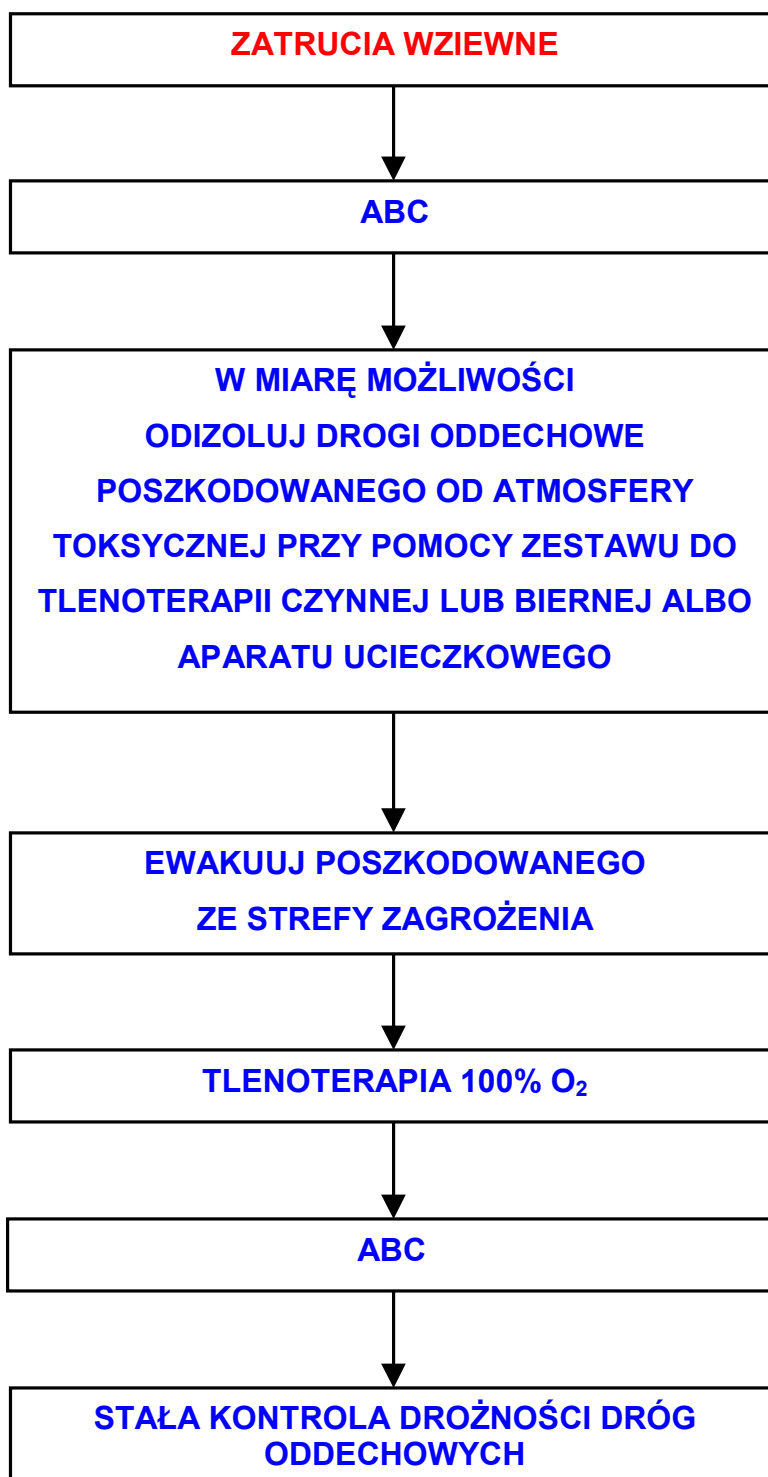 ZATRUCIA WZIEWNE
ABC
W MIARĘ MOŻLIWOŚCI
ODIZOLUJ DROGI ODDECHOWE
POSZKODOWANEGO OD ATMOSFERY
TOKSYCZNEJ PRZY POMOCY ZESTAWU DO
TLENOTERAPII CZYNNEJ LUB BIERNEJ ALBO
APARATU UCIECZKOWEGO
EWAKUUJ POSZKODOWANEGO
ZE STREFY ZAGROŻENIA
TLENOTERAPIA 100% O₂
ABC
STAŁA KONTROLA DROŻNOŚCI DRÓG
ODDECHOWYCH